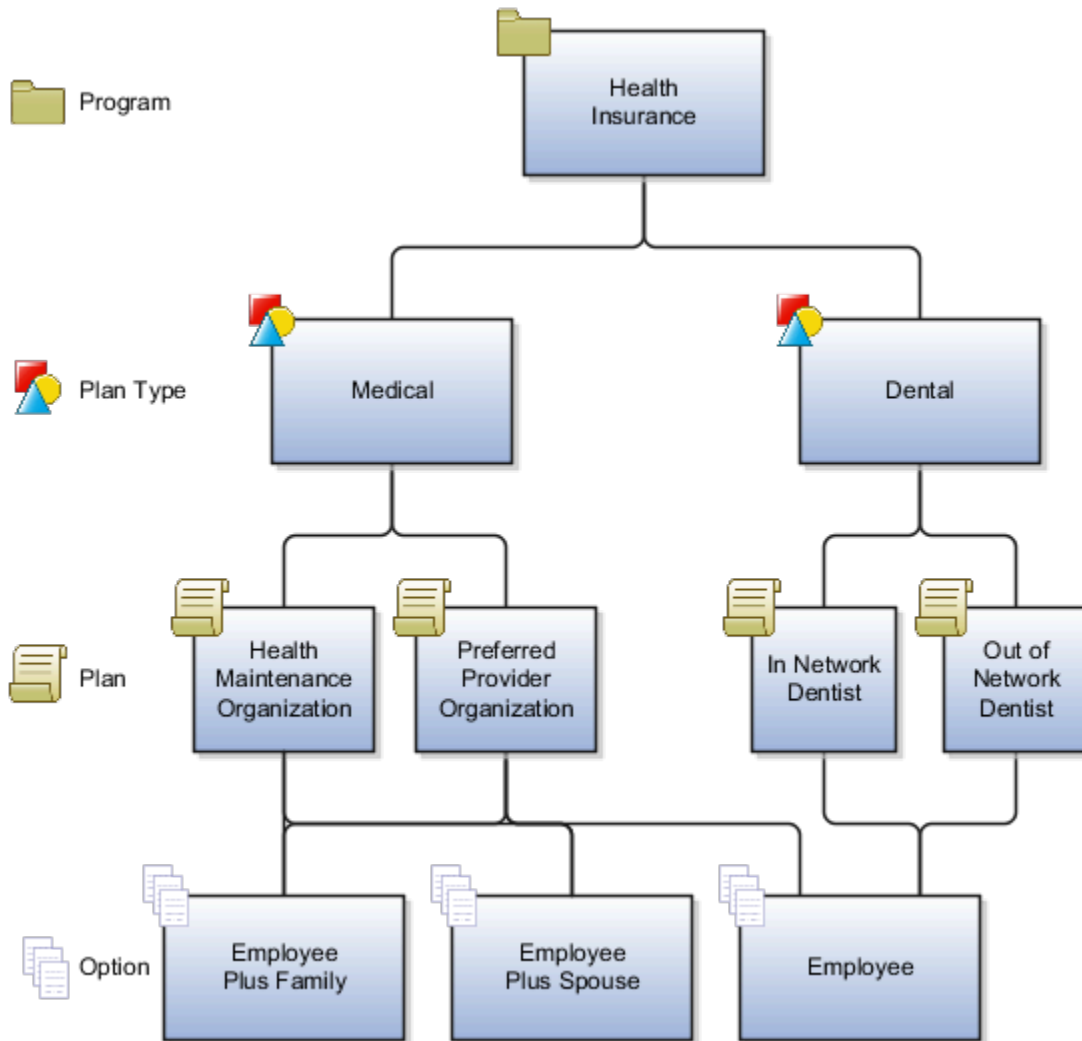 Program
Health
Insurance
Plan Type
Medical
Dental
Plan
Health
Maintenance
Organization
Preferred
Provider
Organization
In Network
Dentist
Out of
Network
Dentist
Option
Employee
Plus Family
Employee
Plus Spouse
Employee